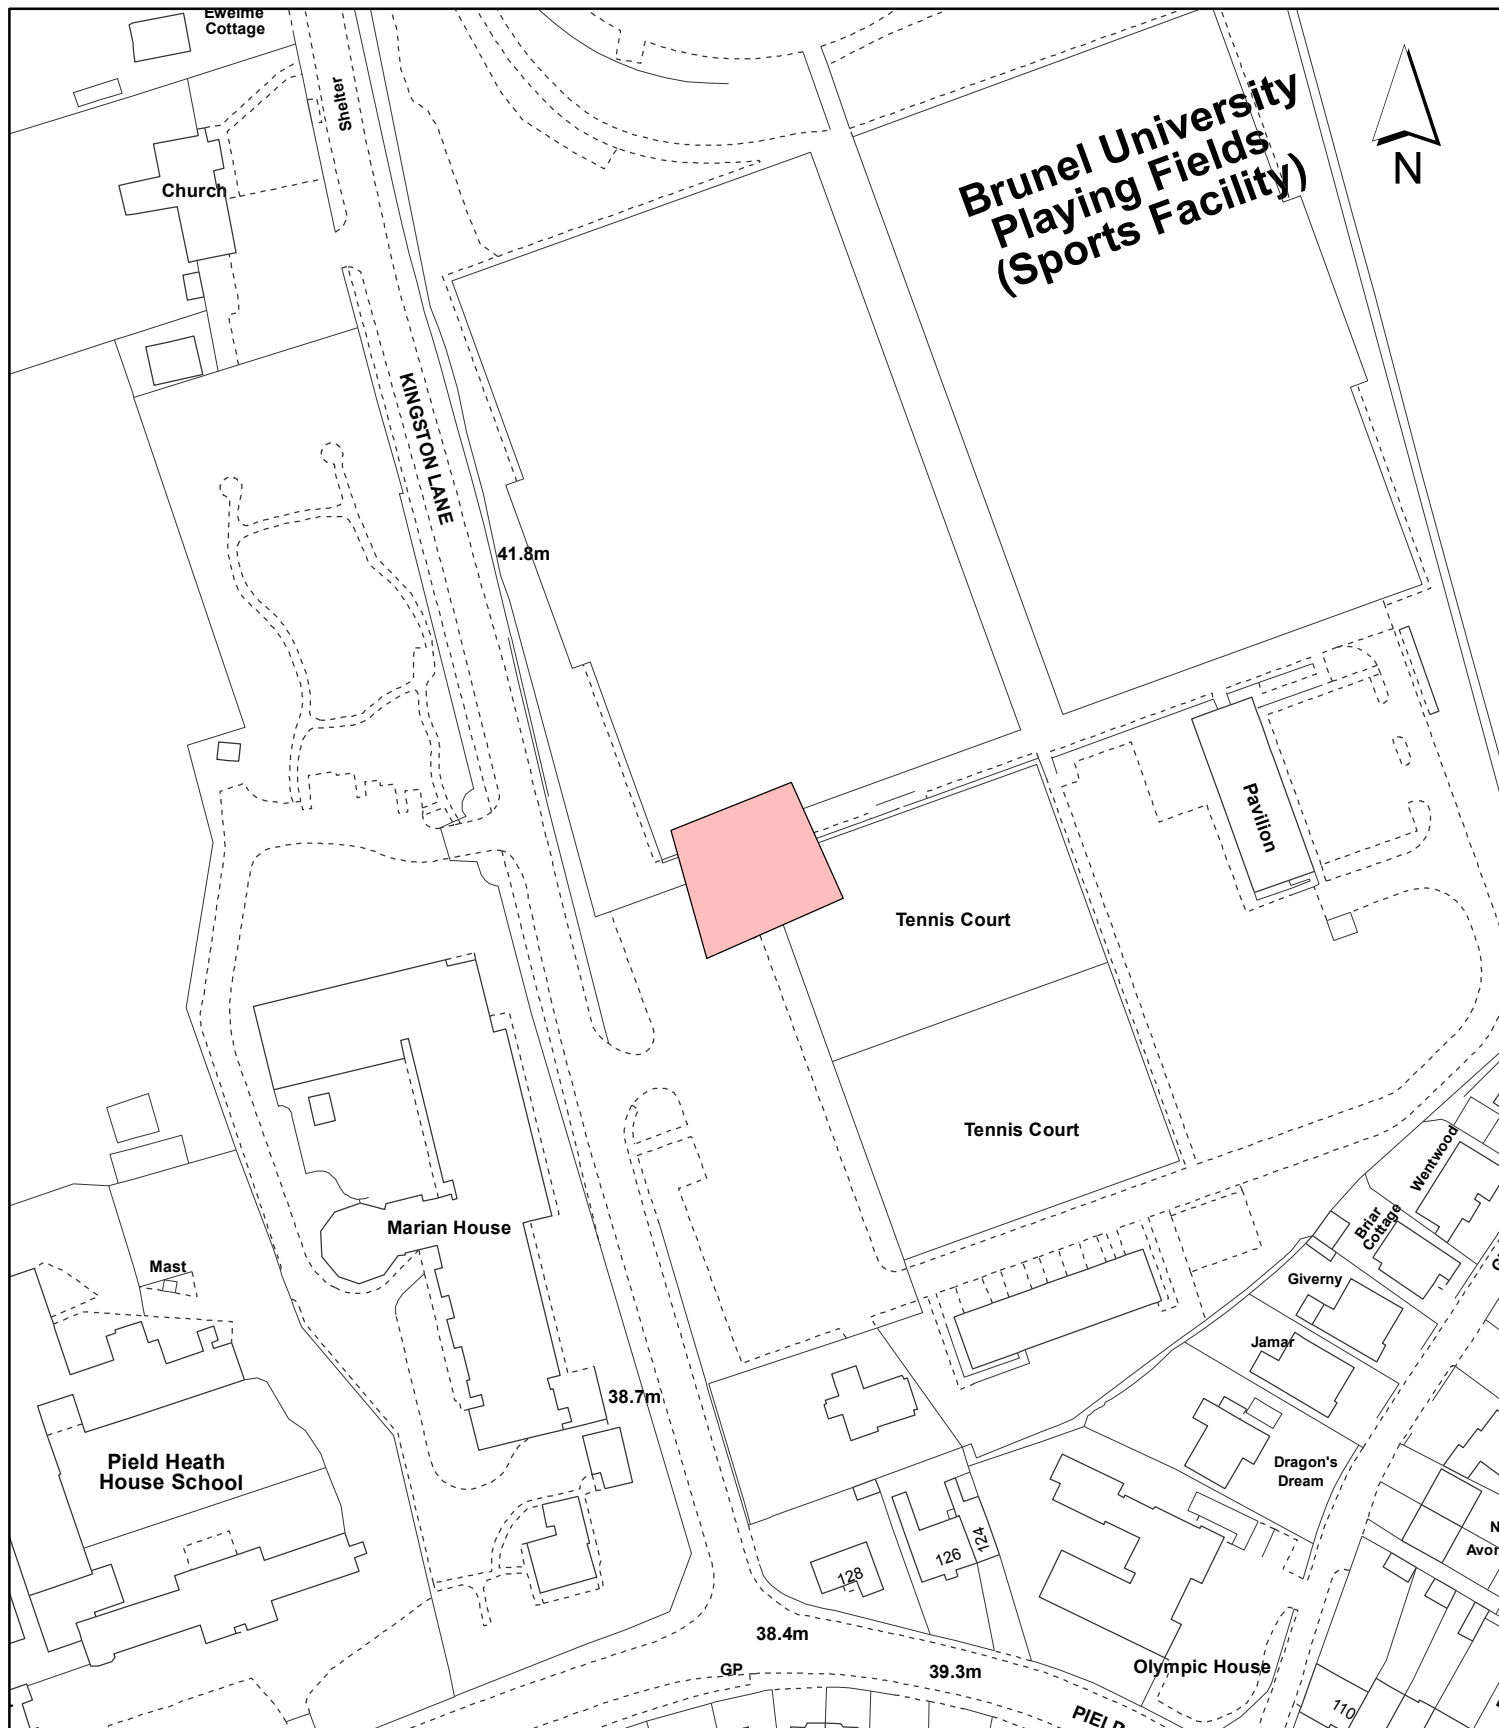 Ewelme
Cottage
Shelter
Church
Brunel University
Playing Fields
(Sports Facility)
N
KINGSTON LANE
41.8m
Pavilion
Tennis Court
Tennis Court
Marian House
Mast
Wentwood
Briar
Cottage
Giverny
Jamar
38.7m
Pield Heath
House School
Dragon's
Dream
124
126
128
38.4m
GP
39.3m
Olympic House
110